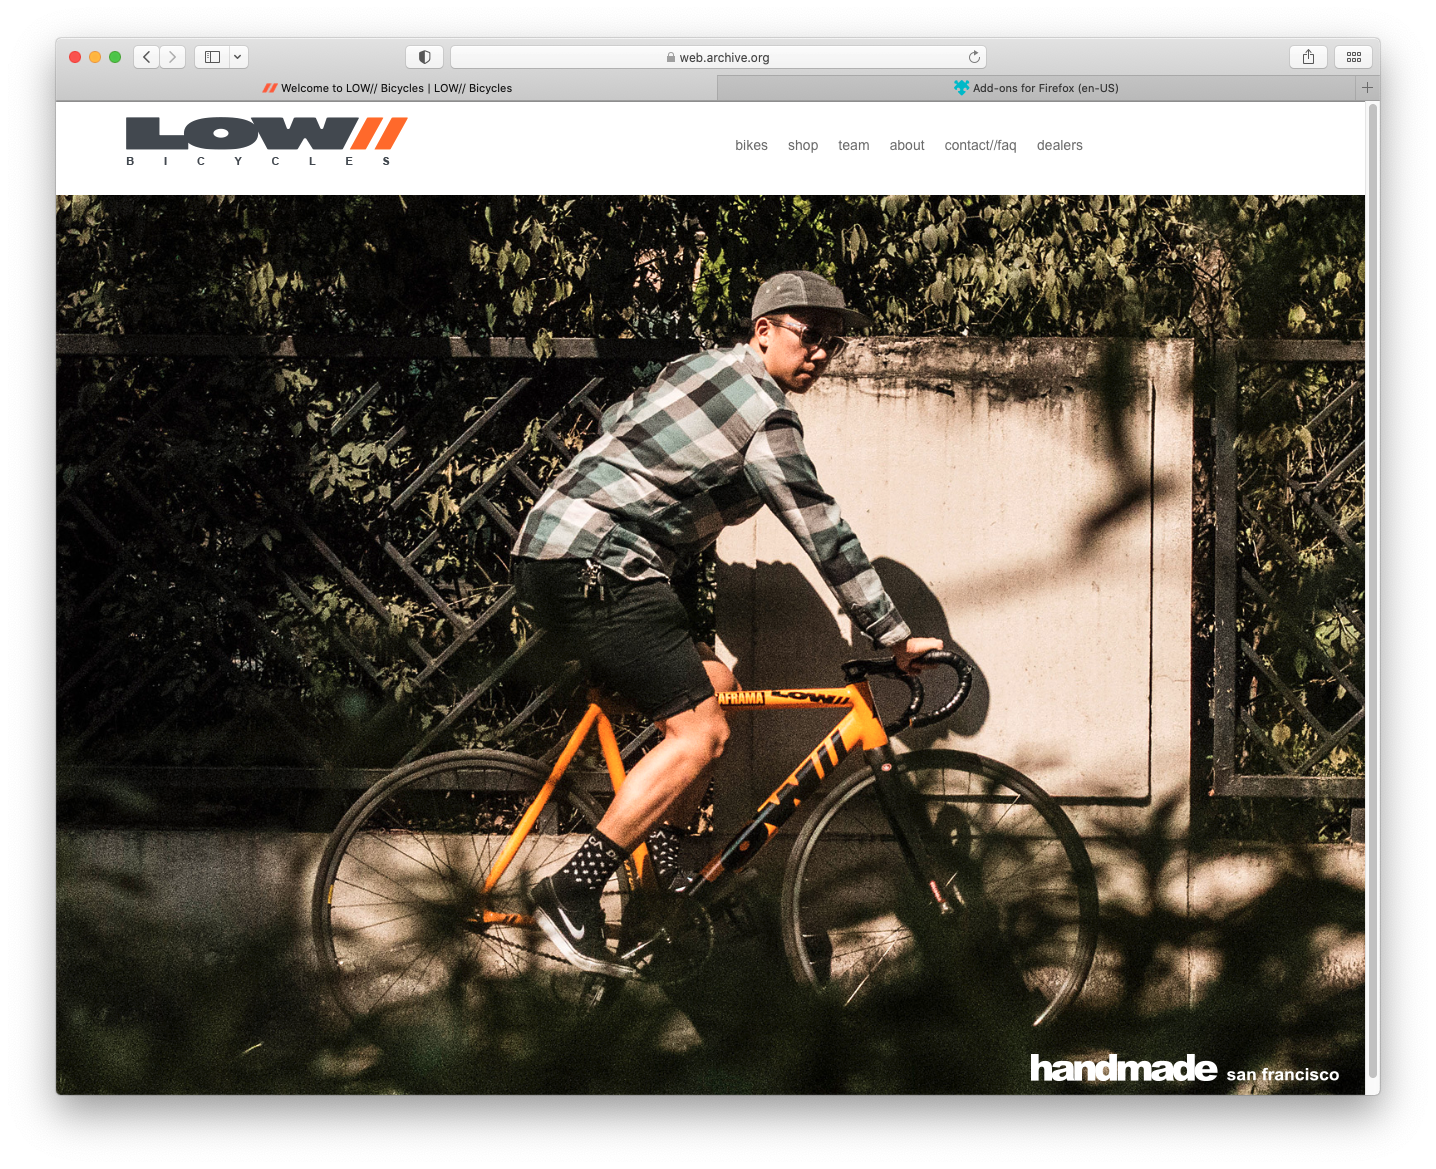 web.archive.org
Welcome to LOW// Bicycles | LOW// Bicycles
Add-ons for Firefox (en-US)
LOW//
BICYCLES
bikes shop team about contact//faq dealers
AFRAMA LOW//
handmade san francisco